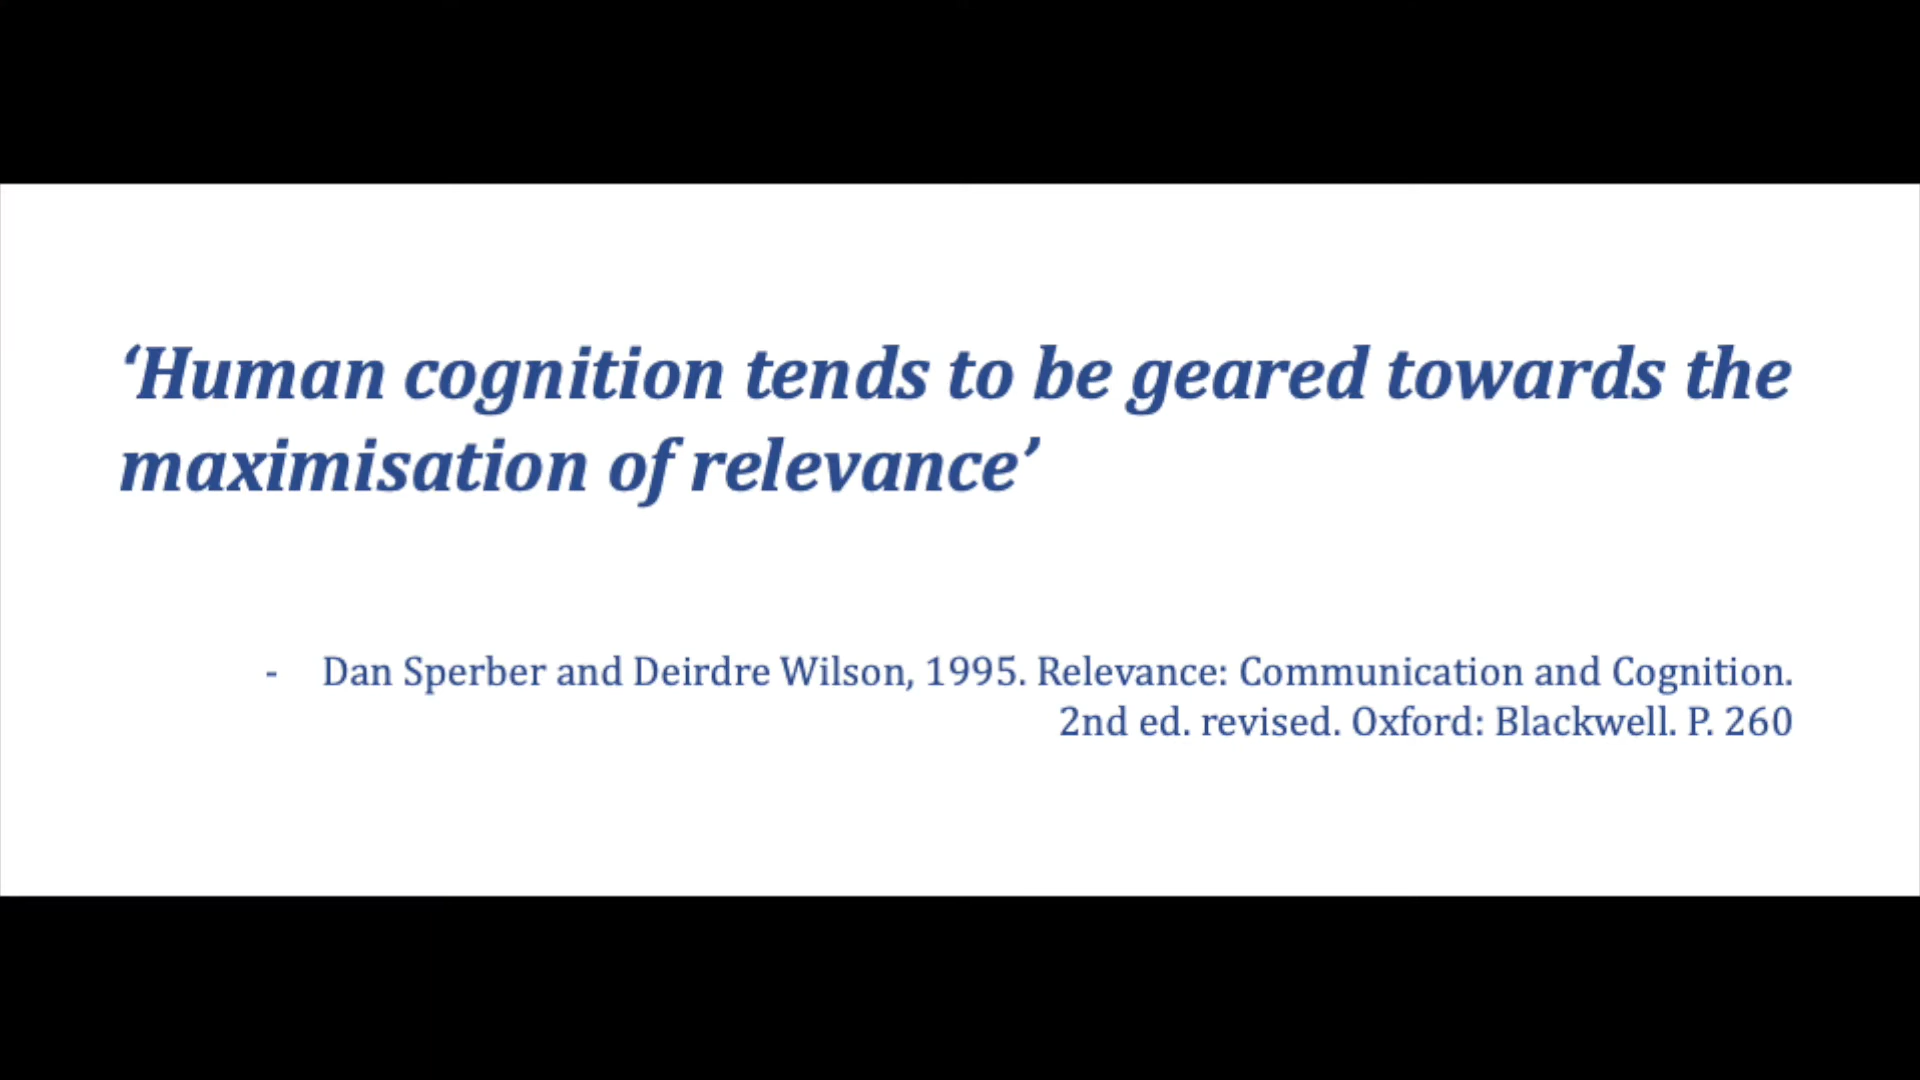 ‘Human cognition tends to be geared towards the
maximisation of relevance’
- Dan Sperber and Deirdre Wilson, 1995. Relevance: Communication and Cognition.
2nd ed. revised. Oxford: Blackwell. P. 260